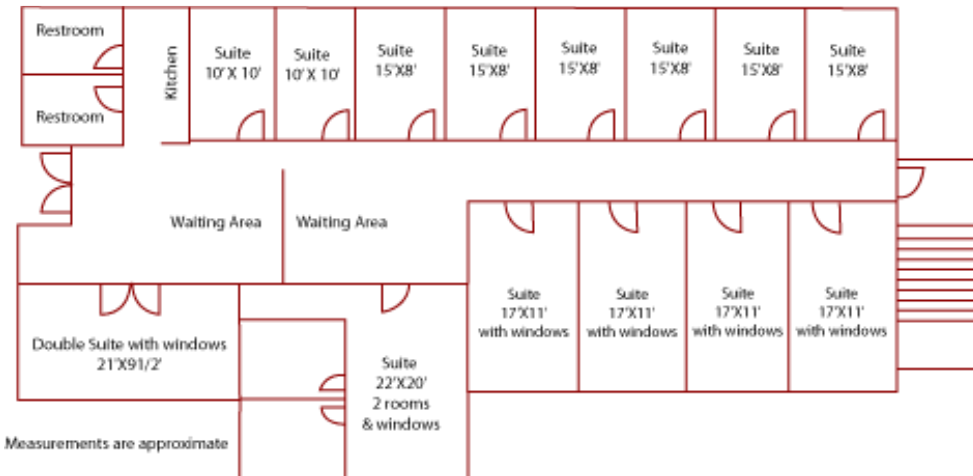 Restroom
Restroom
Kitchen
Suite
10' X 10'
Suite
10' X 10'
Suite
15'X8'
Suite
15'X8'
Suite
15'X8'
Suite
15'X8'
Suite
15'X8'
Suite
15'X8'
Waiting Area
Waiting Area
Suite
17'X11'
with windows
Suite
17'X11'
with windows
Suite
17'X11'
with windows
Suite
17'X11'
with windows
Double Suite with windows
21'X91/2'
Suite
22'X20'
2 rooms
& windows
Measurements are approximate